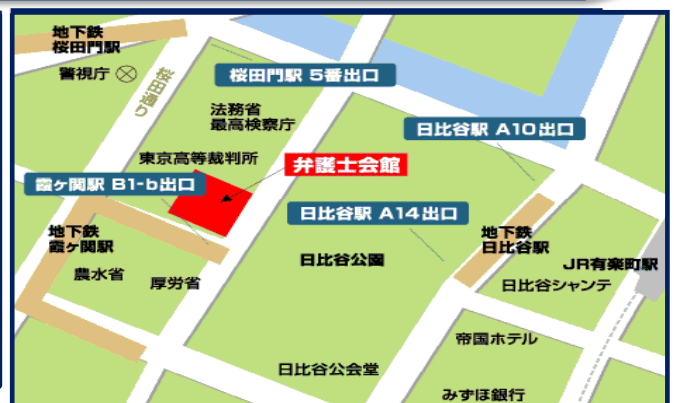 地下鉄
桜田門駅
警視庁
桜田通り
桜田門駅 5番出口
法務省
最高検察庁
日比谷駅 A10出口
東京高等裁判所
弁護士会館
霞ヶ関駅 B1-b出口
日比谷駅 A14出口
地下鉄
霞ヶ関駅
地下鉄
日比谷駅
日比谷公園
JR有楽町駅
農水省
厚労省
日比谷シャンテ
帝国ホテル
日比谷公会堂
みずほ銀行